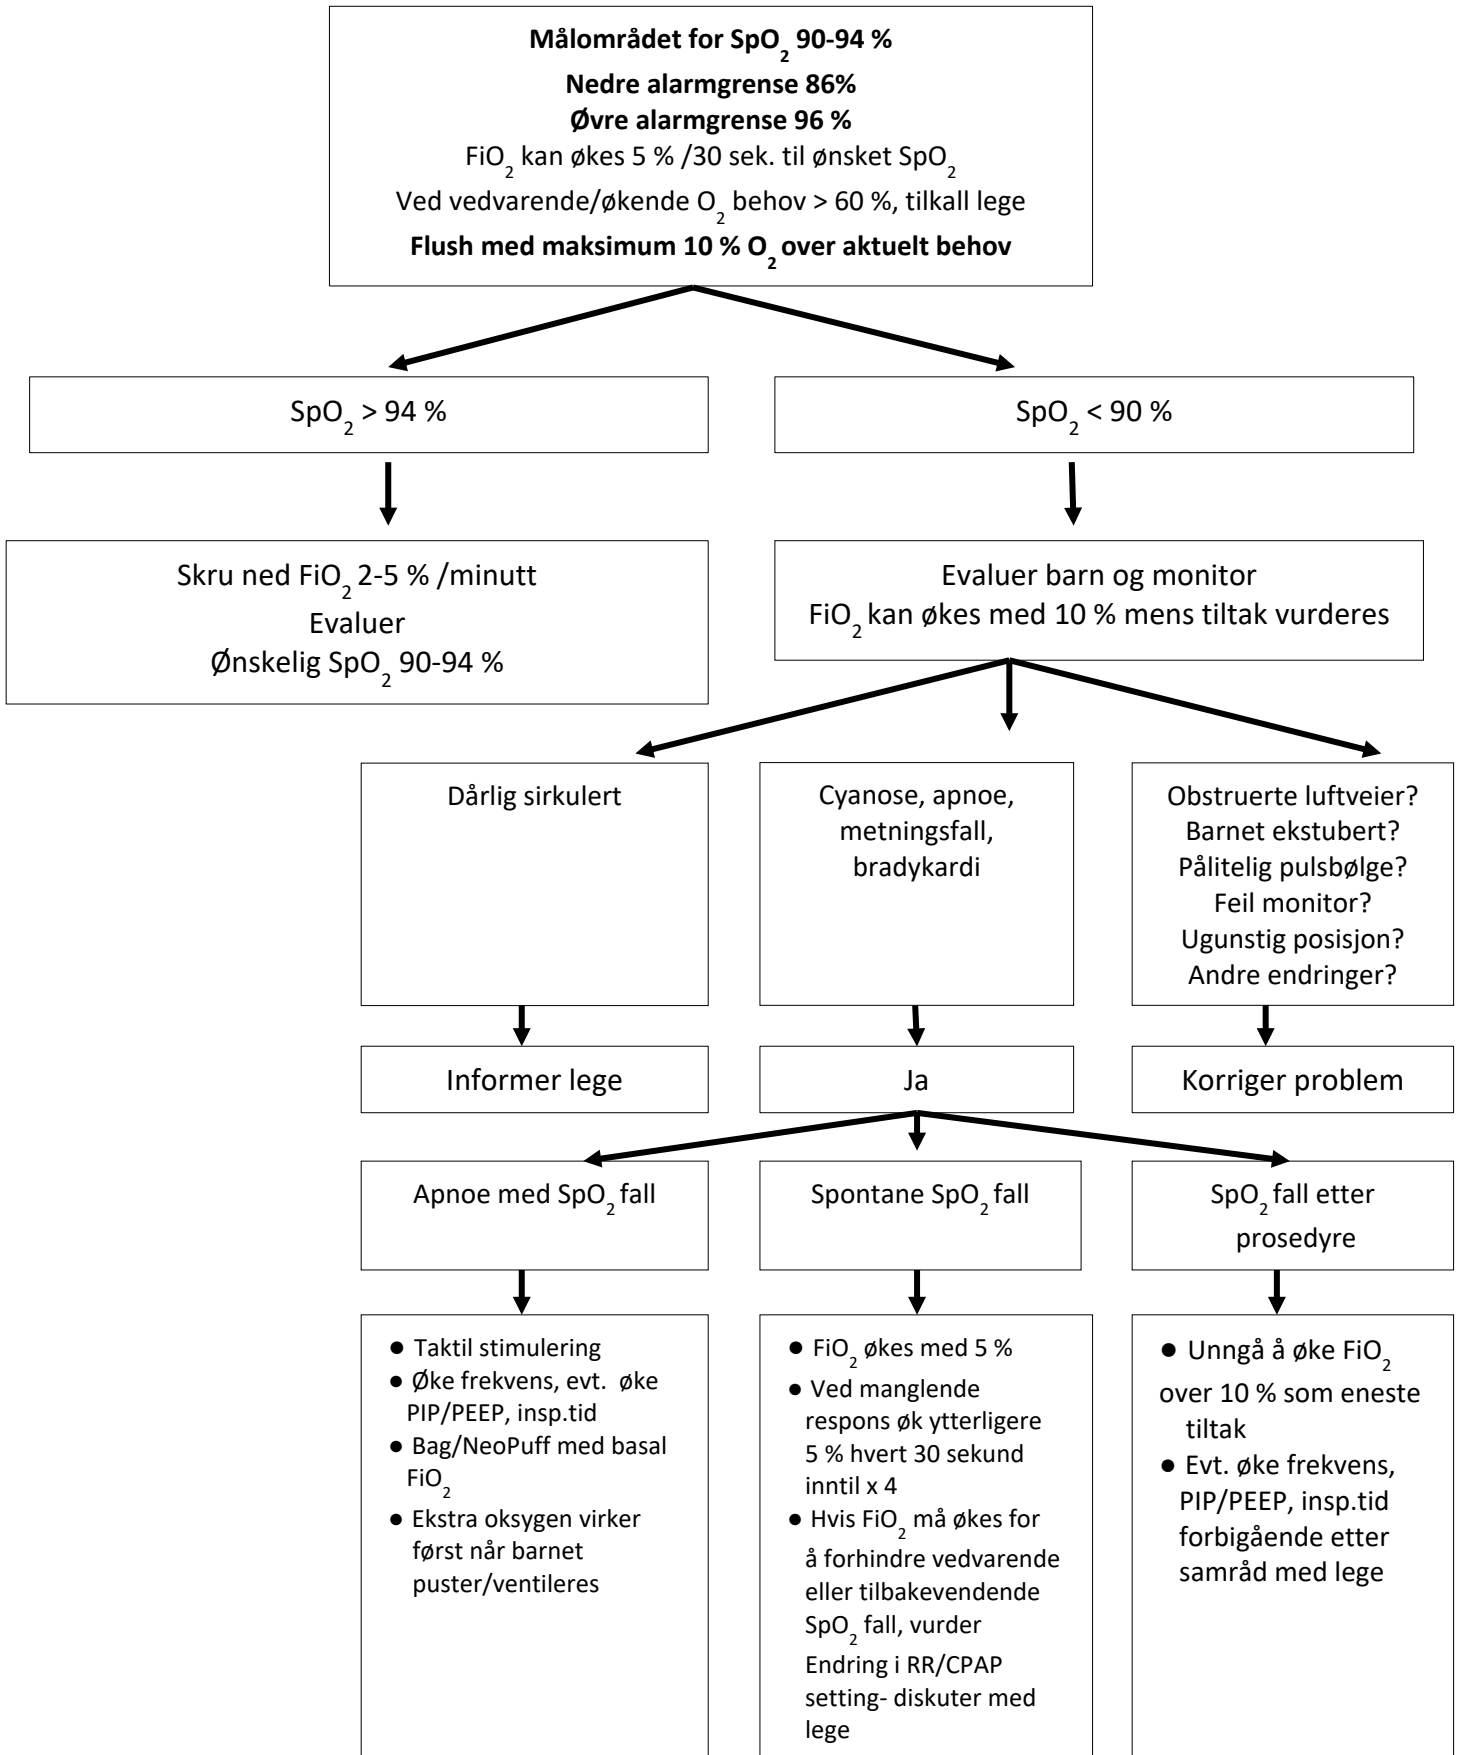 Målområdet for SpO₂ 90-94 %
Nedre alarmgrense 86%
Øvre alarmgrense 96 %
FiO₂ kan økes 5 % /30 sek. til ønsket SpO₂
Ved vedvarende/økende O₂ behov > 60 %, tilkall lege
Flush med maksimum 10 % O₂ over aktuelt behov
SpO₂ > 94 %
SpO₂ < 90 %
Skru ned FiO₂ 2-5 % /minutt
Evaluer
Ønskelig SpO₂ 90-94 %
Evaluer barn og monitor
FiO₂ kan økes med 10 % mens tiltak vurderes
Dårlig sirkulert
Cyanose, apnoe,
metningsfall,
bradykardi
Obstruerte luftveier?
Barnet ekstubert?
Pålitelig pulsbølge?
Feil monitor?
Ugunstig posisjon?
Andre endringer?
Informer lege
Ja
Korriger problem
Apnoe med SpO₂ fall
Spontane SpO₂ fall
SpO₂ fall etter
prosedyre
● Taktil stimulering
● Øke frekvens, evt. øke
PIP/PEEP, insp.tid
● Bag/NeoPuff med basal
FiO₂
● Ekstra oksygen virker
først når barnet
puster/ventileres
● FiO₂ økes med 5 %
● Ved manglende
respons øk ytterligere
5 % hvert 30 sekund
inntil x 4
● Hvis FiO₂ må økes for
å forhindre vedvarende
eller tilbakevendende
SpO₂ fall, vurder
Endring i RR/CPAP
setting- diskuter med
lege
● Unngå å øke FiO₂
over 10 % som eneste
tiltak
● Evt. øke frekvens,
PIP/PEEP, insp.tid
forbigående etter
samråd med lege